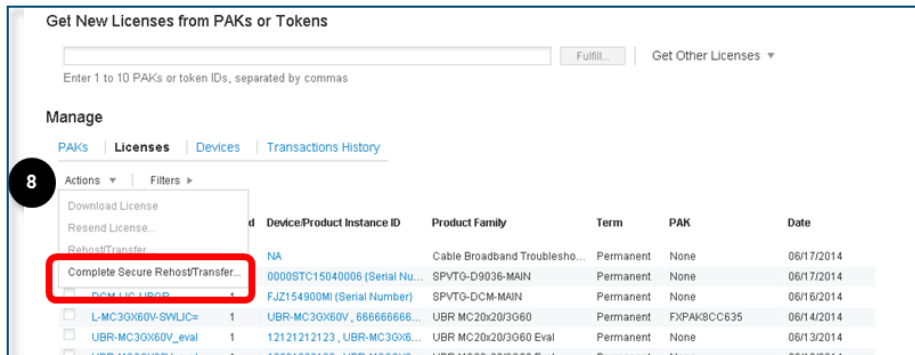 Get New Licenses from PAKs or Tokens
Fulfill... Get Other Licenses
Enter 1 to 10 PAKs or token IDs, separated by commas
Manage
PAKs Licenses Devices Transactions History
8 Actions Filters
Download License
Resend License...
Rehost/Transfer...
Complete Secure Rehost/Transfer...
d Device/Product Instance ID Product Family Term PAK Date
NA Cable Broadband Troublesho... Permanent None 06/17/2014
0000STC15040006 (Serial Nu... SPVTG-D9036-MAIN Permanent None 06/17/2014
DCM-LIC-UPGR 1 FJZ154900MI (Serial Number) SPVTG-DCM-MAIN Permanent None 06/16/2014
L-MC3GX60V-SWLIC= 1 UBR-MC3GX60V , 666666666... UBR MC20x20/3G60 Permanent FXPAK8CC635 06/14/2014
UBR-MC3GX60V_eval 1 12121212123 , UBR-MC3GX6... UBR MC20x20/3G60 Eval Permanent None 06/13/2014